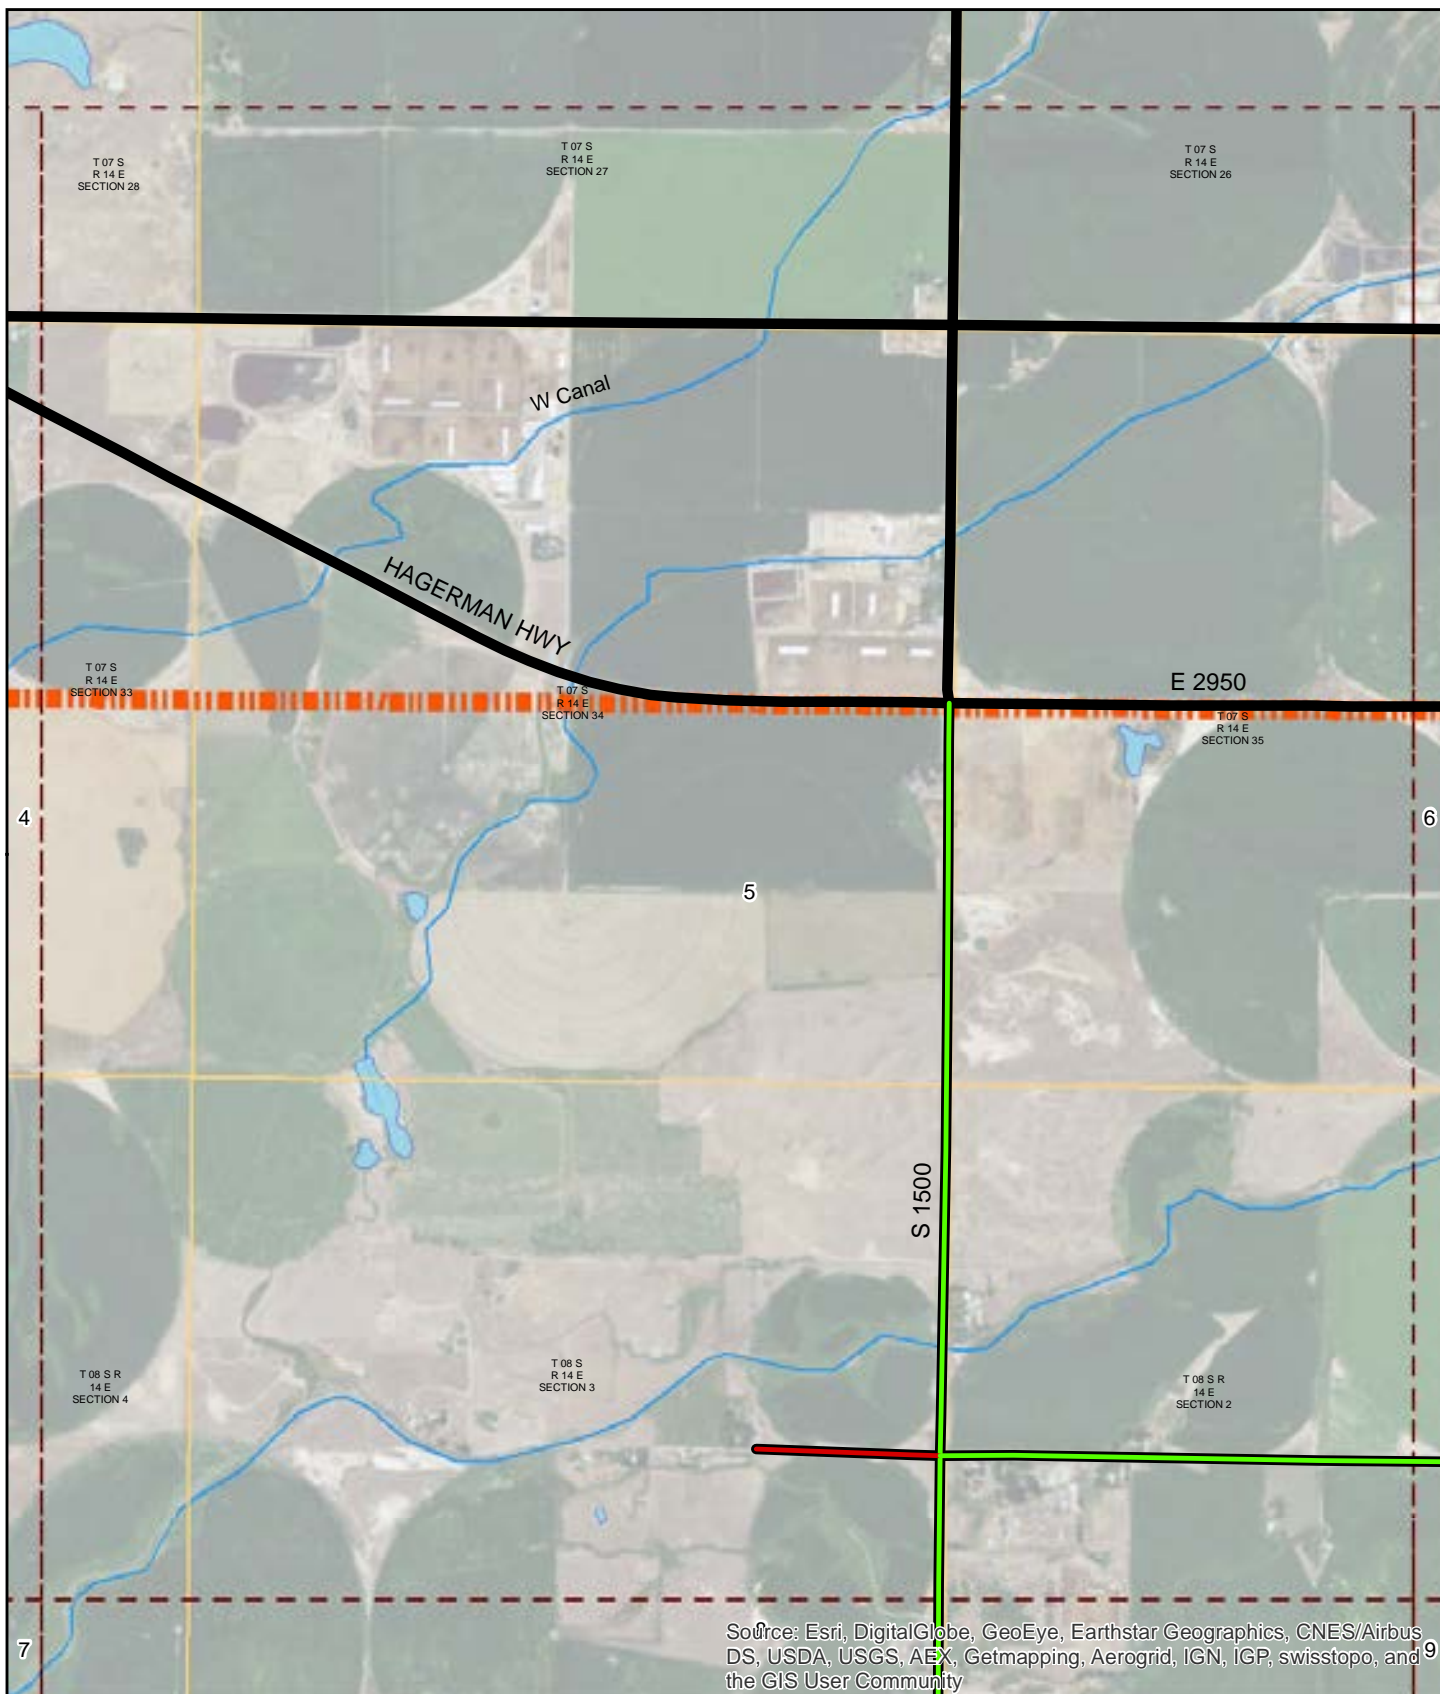 T 07 S
R 14 E
SECTION 28
T 07 S
R 14 E
SECTION 27
T 07 S
R 14 E
SECTION 26
W Canal
HAGERMAN HWY
T 07 S
R 14 E
SECTION 33
T 07 S
R 14 E
SECTION 34
E 2950
T 07 S
R 14 E
SECTION 35
4
5
6
S 1500
T 08 S R
14 E
SECTION 4
T 08 S
R 14 E
SECTION 3
T 08 S R
14 E
SECTION 2
7
9
Source: Esri, DigitalGlobe, GeoEye, Earthstar Geographics, CNES/Airbus
DS, USDA, USGS, AEX, Getmapping, Aerogrid, IGN, IGP, swisstopo, and
the GIS User Community